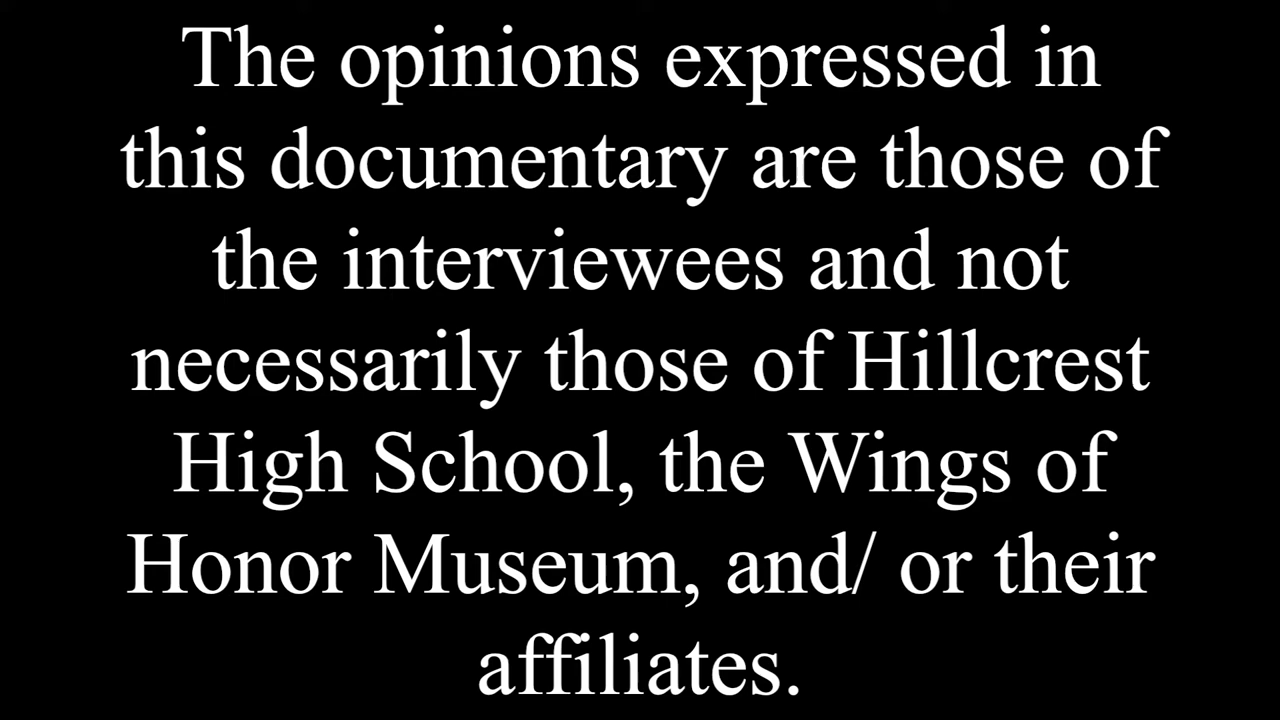 The opinions expressed in
this documentary are those of
the interviewees and not
necessarily those of Hillcrest
High School, the Wings of
Honor Museum, and/ or their
affiliates.